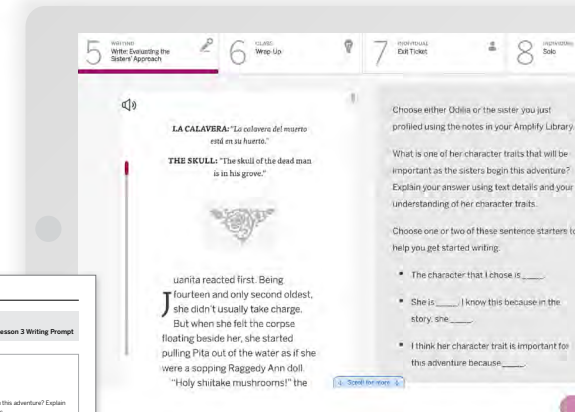 5
WRITING
Write: Evaluating the
Sisters' Approach
6
CLASS
Wrap-Up
7
INDIVIDUAL
Exit Ticket
8
INDIVIDUAL
Solo
LA CALAVERA: "La calavera del muerto
está en su huerto."
THE SKULL: "The skull of the dead man
is in his grove."
Juanita reacted first. Being
fourteen and only second oldest,
she didn't usually take charge.
But when she felt the corpse
floating beside her, she started
pulling Pita out of the water as if she
were a sopping Raggedy Ann doll.
"Holy shiitake mushrooms!" the
↓ Scroll for more ↓
Choose either Odilia or the sister you just
profiled using the notes in your Amplify Library.
What is one of her character traits that will be
important as the sisters begin this adventure?
Explain your answer using text details and your
understanding of her character traits.
Choose one or two of these sentence starters to
help you get started writing.
▪ The character that I chose is _____.
▪ She is _____. I know this because in the
story, she _____.
▪ I think her character trait is important for
this adventure because _____.
esson 3 Writing Prompt
this adventure? Explain